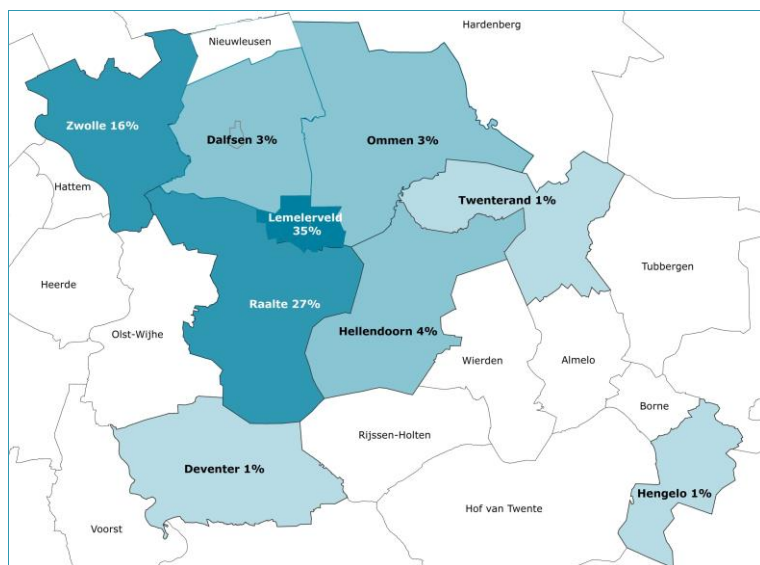 Hardenberg
Nieuwleusen
Zwolle 16%
Dalfsen 3%
Ommen 3%
Hattem
Twenterand 1%
Lemelerveld
35%
Tubbergen
Heerde
Raalte 27%
Olst-Wijhe
Hellendoorn 4%
Wierden
Almelo
Borne
Rijssen-Holten
Deventer 1%
Hengelo 1%
Hof van Twente
Voorst